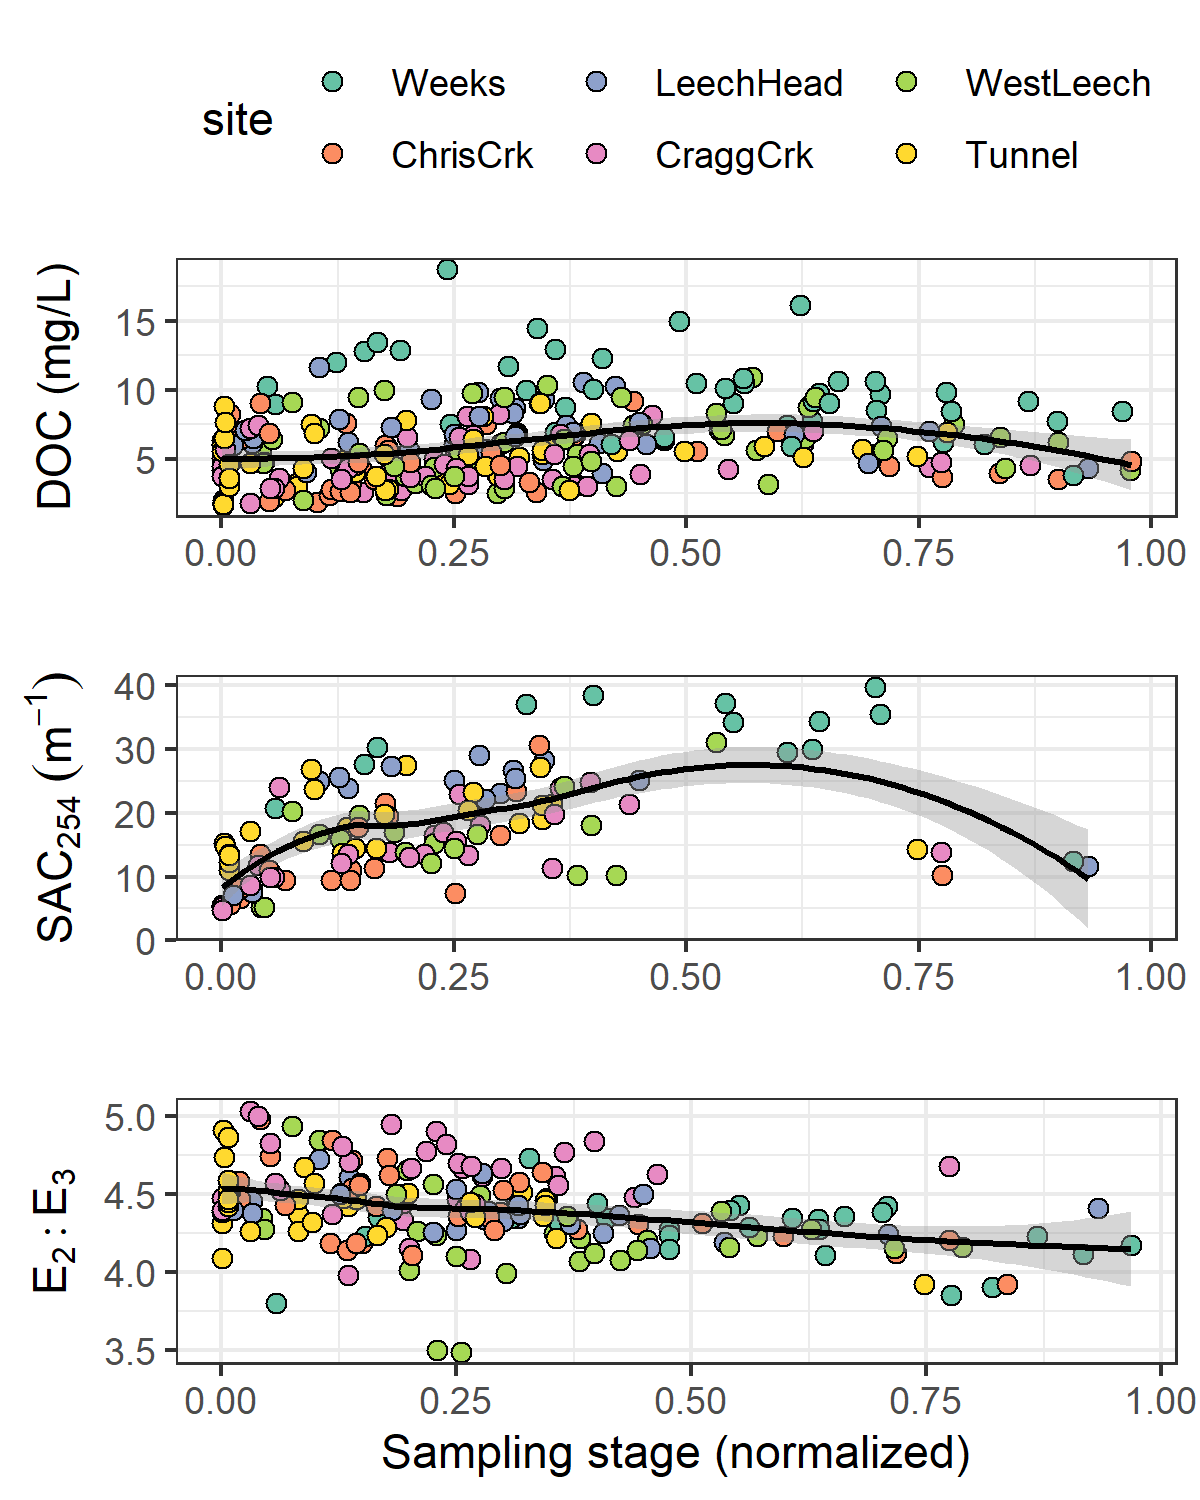 site
Weeks LeechHead WestLeech
ChrisCrk CraggCrk Tunnel
DOC (mg/L)
15
10
5
0.00 0.25 0.50 0.75 1.00
SAC₂₅₄ (m⁻¹)
40
30
20
10
0
0.00 0.25 0.50 0.75 1.00
E₂ : E₃
5.0
4.5
4.0
3.5
0.00 0.25 0.50 0.75 1.00
Sampling stage (normalized)